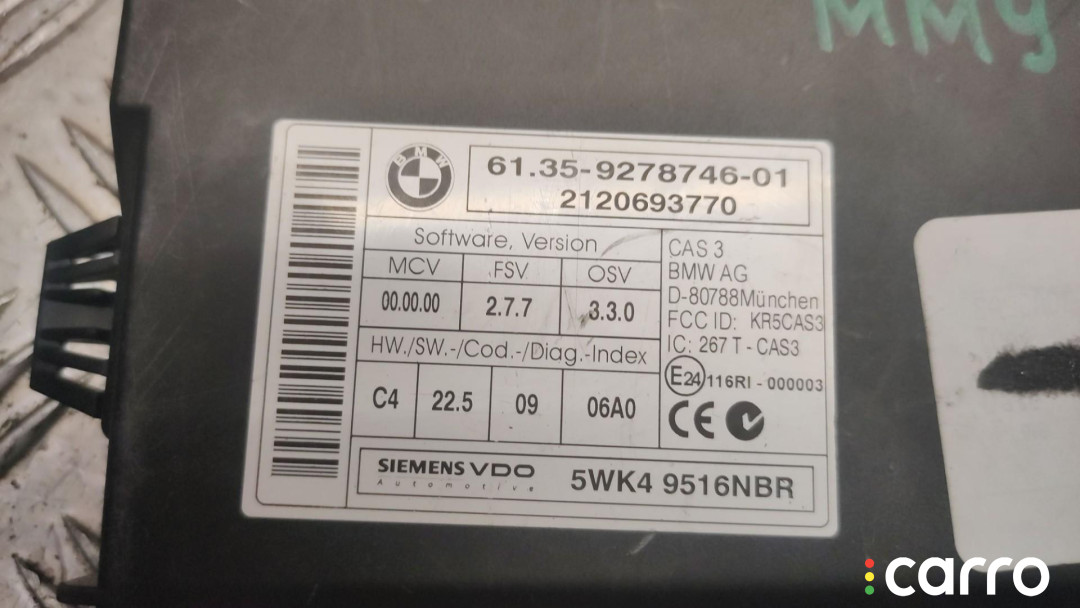 MMY
BMW
61.35-9278746-01
2120693770
Software, Version
MCV FSV OSV
00.00.00 2.7.7 3.3.0
HW./SW.-/Cod.-/Diag.-Index
C4 22.5 09 06A0
CAS 3
BMW AG
D-80788München
FCC ID: KR5CAS3
IC: 267 T - CAS3
E24 116RI - 000003
CE
SIEMENS VDO
Automotive
5WK4 9516NBR
carro